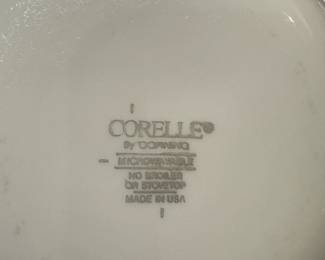 CORELLE®
By CORNING
MICROWAVABLE
NO BROILER
OR STOVETOP
MADE IN USA